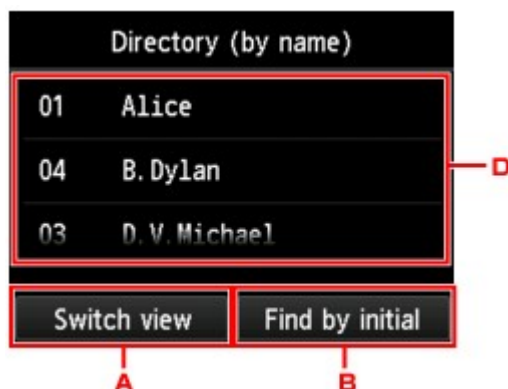 Directory (by name)
01 Alice
04 B.Dylan
D
03 D.V.Michael
Switch view Find by initial
A B